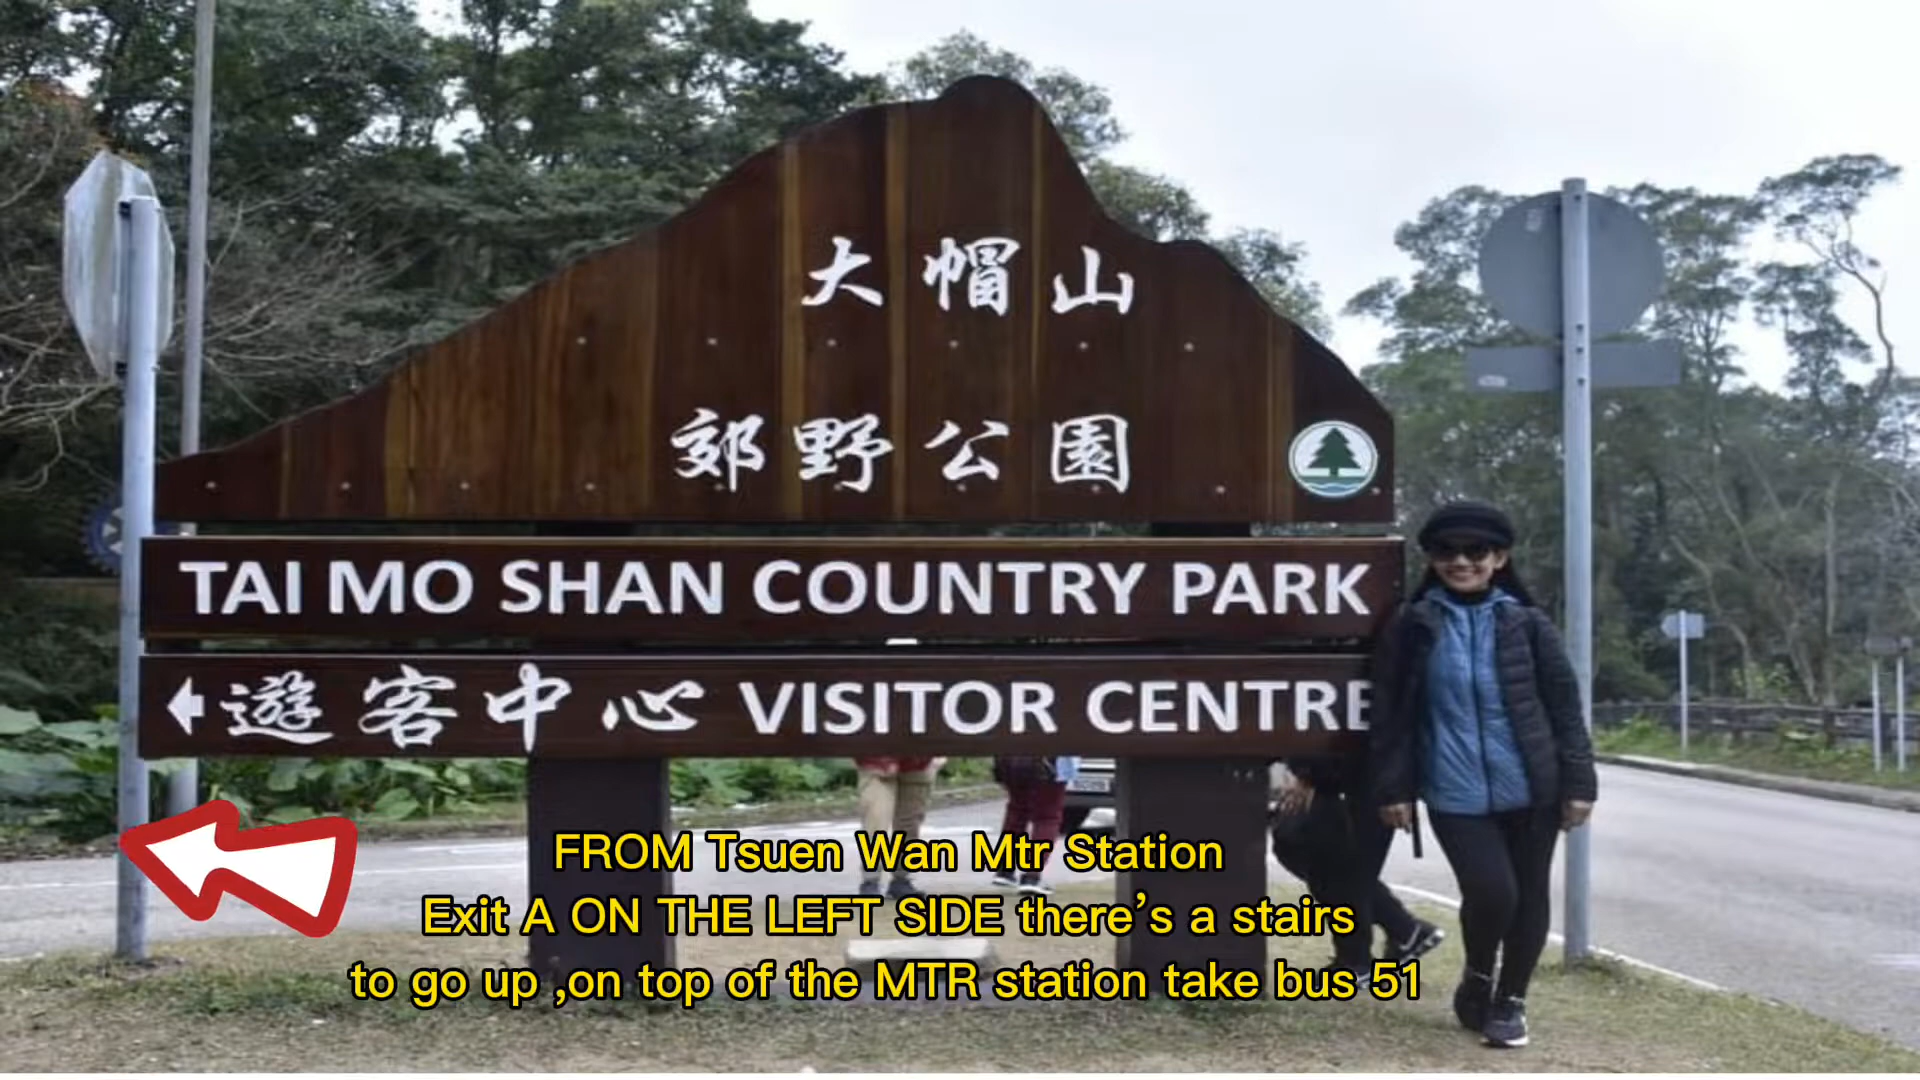 大帽山
郊野公園
TAI MO SHAN COUNTRY PARK
遊客中心 VISITOR CENTRE
FROM Tsuen Wan Mtr Station
Exit A ON THE LEFT SIDE there's a stairs
to go up ,on top of the MTR station take bus 51